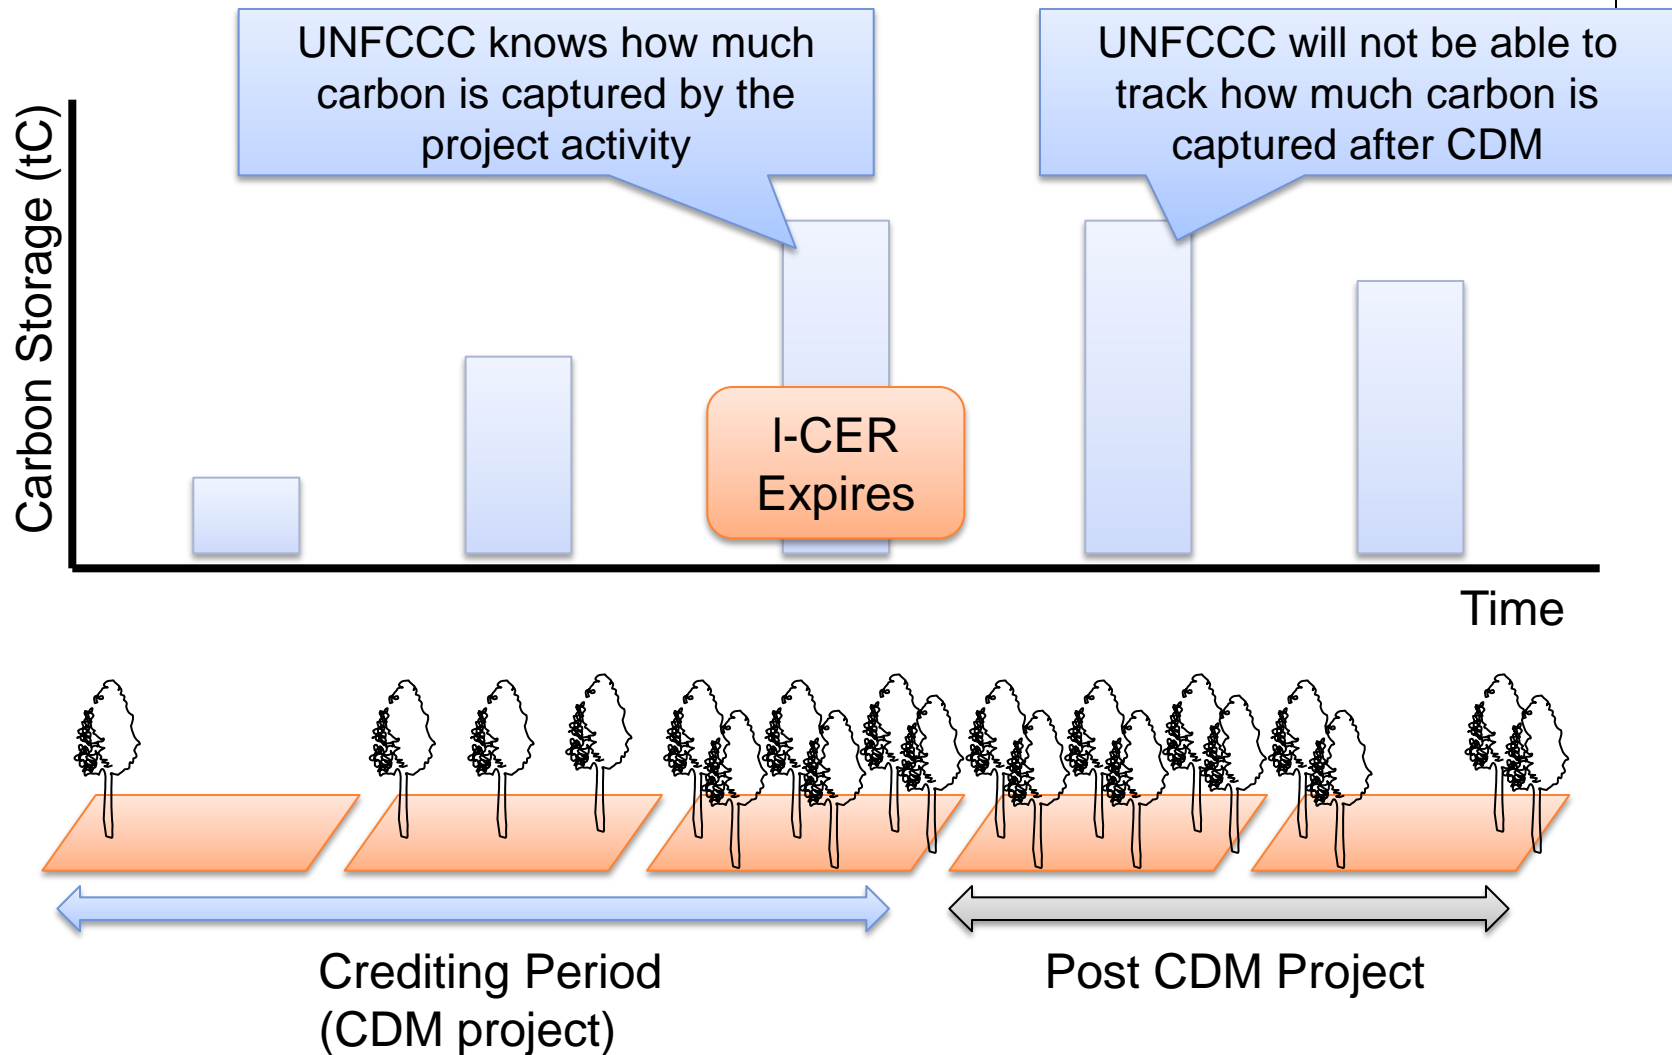 UNFCCC knows how much
carbon is captured by the
project activity
UNFCCC will not be able to
track how much carbon is
captured after CDM
Carbon Storage (tC)
l-CER
Expires
Time
Crediting Period
(CDM project)
Post CDM Project